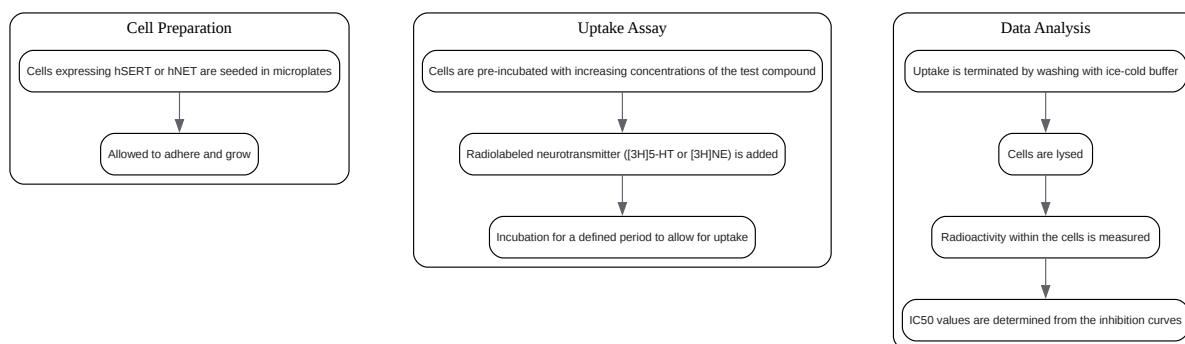 Cell Preparation
Cells expressing hSERT or hNET are seeded in microplates
Allowed to adhere and grow
Uptake Assay
Cells are pre-incubated with increasing concentrations of the test compound
Radiolabeled neurotransmitter ([3H]5-HT or [3H]NE) is added
Incubation for a defined period to allow for uptake
Data Analysis
Uptake is terminated by washing with ice-cold buffer
Cells are lysed
Radioactivity within the cells is measured
IC50 values are determined from the inhibition curves